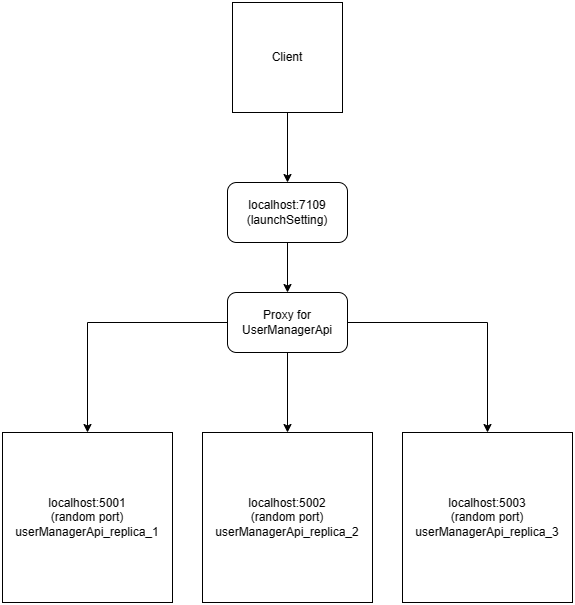 Client
localhost:7109
(launchSetting)
Proxy for
UserManagerApi
localhost:5001
(random port)
userManagerApi_replica_1
localhost:5002
(random port)
userManagerApi_replica_2
localhost:5003
(random port)
userManagerApi_replica_3